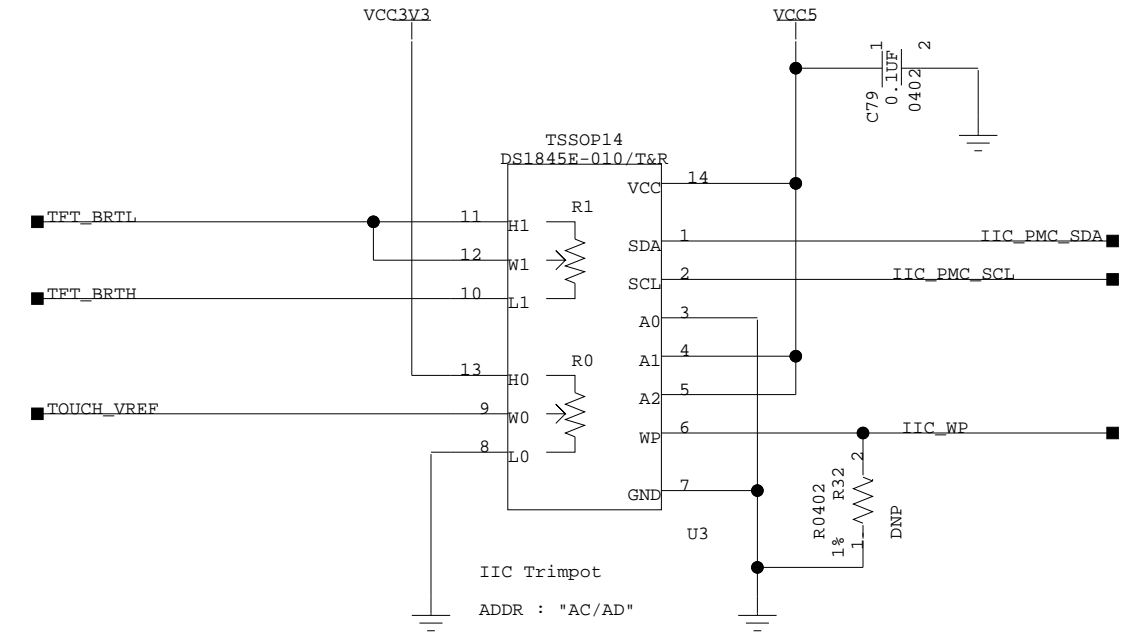 VCC3V3
VCC5
1
2
C79
0.1UF
0402
TSSOP14
DS1845E-010/T&R
VCC
14
TFT_BRTL
11
H1
R1
SDA
1
IIC_PMC_SDA
12
W1
SCL
2
IIC_PMC_SCL
TFT_BRTH
10
L1
A0
3
A1
4
13
H0
R0
A2
5
TOUCH_VREF
9
W0
WP
6
IIC_WP
8
L0
2
GND
7
R0402
R32
1%
1
DNP
U3
IIC Trimpot
ADDR : "AC/AD"